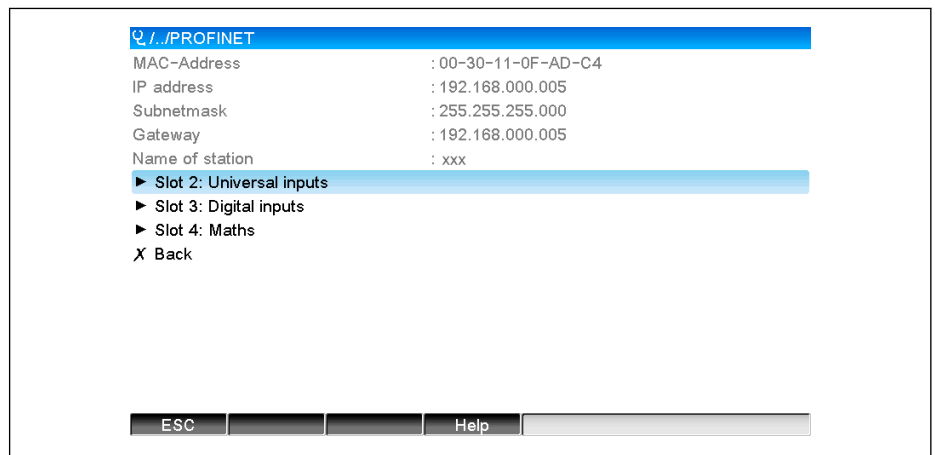 /../PROFINET
MAC-Address : 00-30-11-0F-AD-C4
IP address : 192.168.000.005
Subnetmask : 255.255.255.000
Gateway : 192.168.000.005
Name of station : xxx
► Slot 2: Universal inputs
► Slot 3: Digital inputs
► Slot 4: Maths
X Back
ESC Help